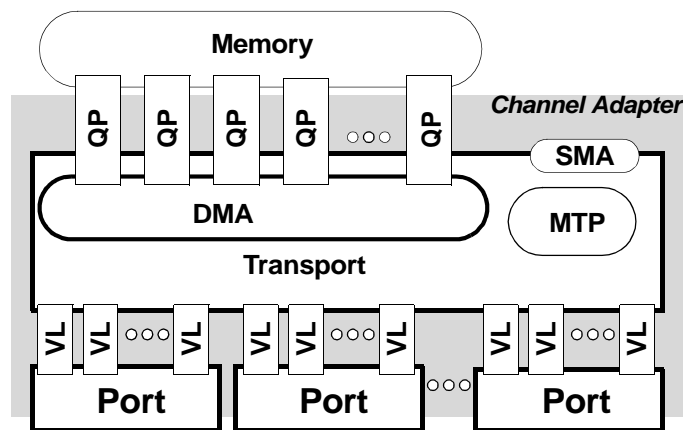 Memory
Channel Adapter
QP
QP
QP
QP
QP
SMA
DMA
MTP
Transport
VL
VL
VL
VL
VL
VL
VL
VL
VL
Port
Port
Port